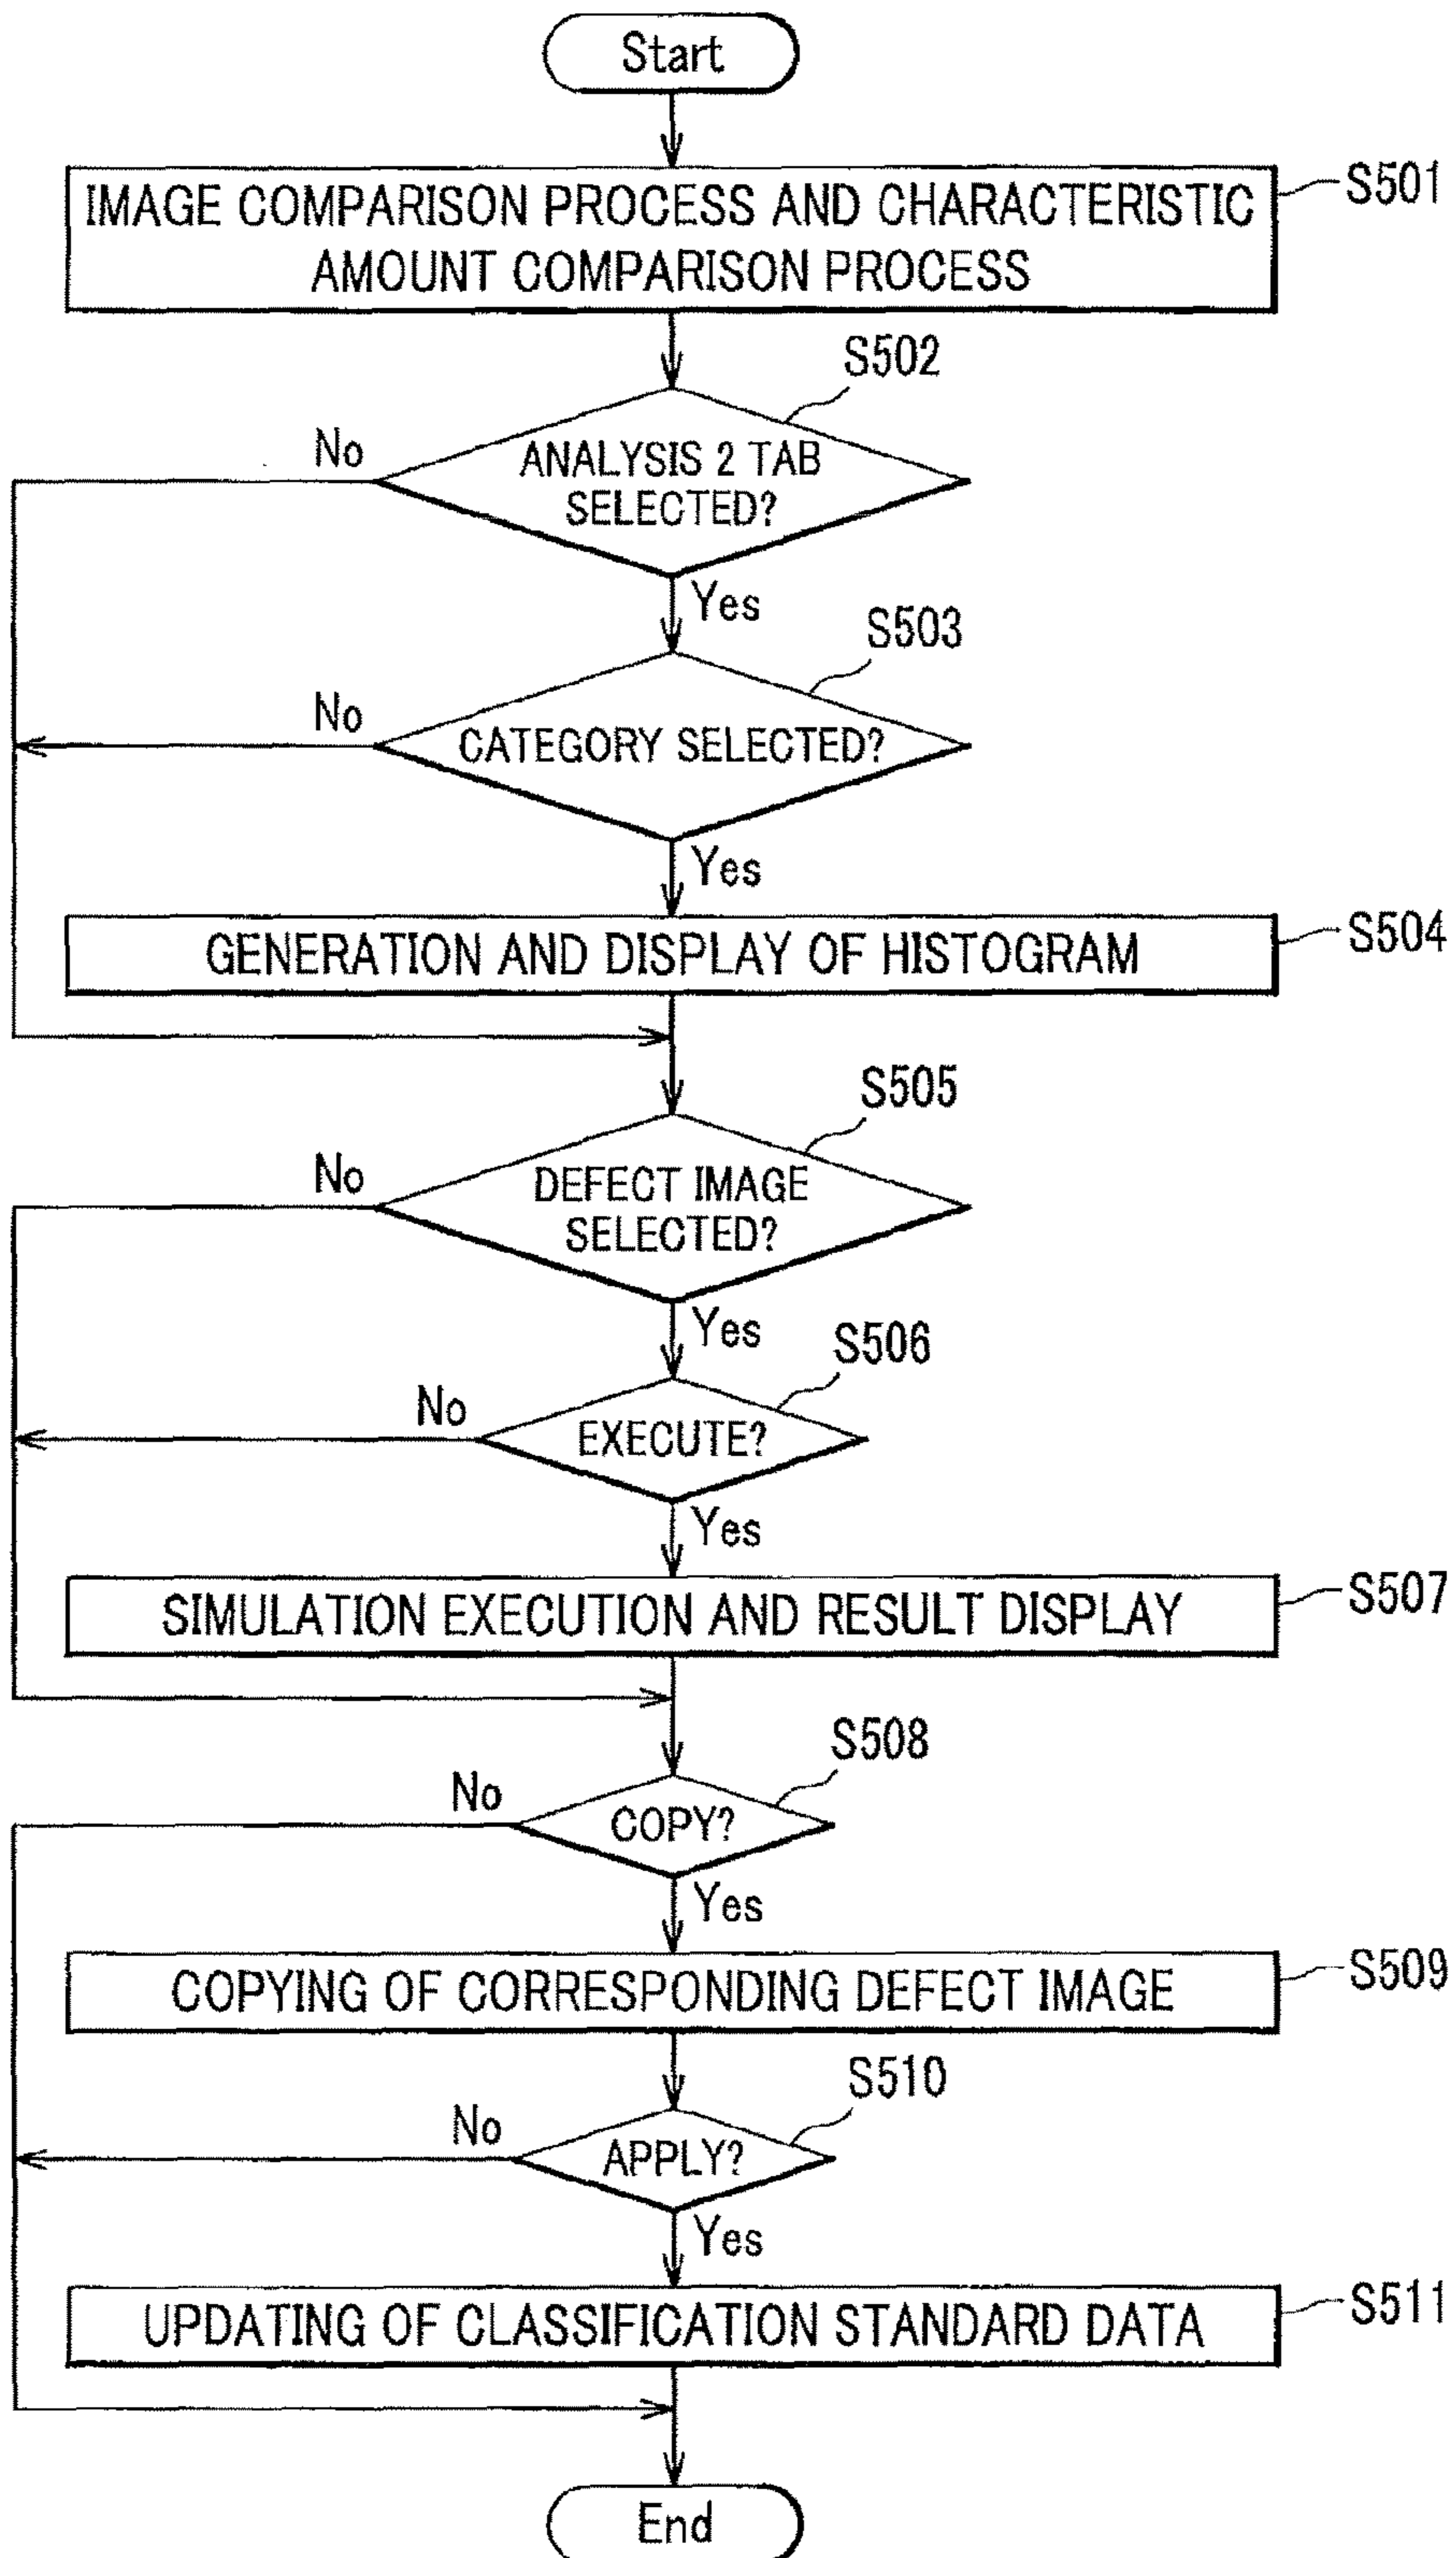 Start
IMAGE COMPARISON PROCESS AND CHARACTERISTIC
AMOUNT COMPARISON PROCESS
S501
S502
No
ANALYSIS 2 TAB
SELECTED?
Yes
S503
No
CATEGORY SELECTED?
Yes
GENERATION AND DISPLAY OF HISTOGRAM
S504
S505
No
DEFECT IMAGE
SELECTED?
Yes
S506
No
EXECUTE?
Yes
SIMULATION EXECUTION AND RESULT DISPLAY
S507
S508
No
COPY?
Yes
COPYING OF CORRESPONDING DEFECT IMAGE
S509
S510
No
APPLY?
Yes
UPDATING OF CLASSIFICATION STANDARD DATA
S511
End